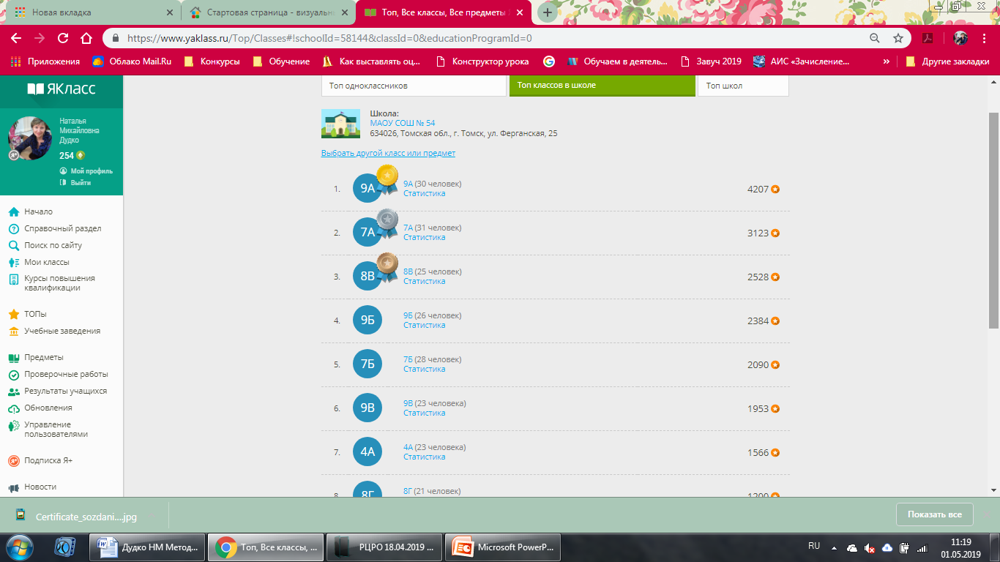 Новая вкладка
Стартовая страница - визуальн
Топ, Все классы, Все предметы
https://www.yaklass.ru/Top/Classes#!schoolId=58144&classId=0&educationProgramId=0
Приложения
Облако Mail.Ru
Конкурсы
Обучение
Как выставлять оц...
Конструктор урока
Обучаем в деятель...
Завуч 2019
АИС «Зачисление...
»
Другие закладки
ЯКласс
Наталья
Михайловна
Дудко
254
Мой профиль
Выйти
Начало
Справочный раздел
Поиск по сайту
Мои классы
Курсы повышения
квалификации
ТОПы
Учебные заведения
Предметы
Проверочные работы
Результаты учащихся
Обновления
Управление
пользователями
Подписка Я+
Новости
Топ одноклассников
Топ классов в школе
Топ школ
Школа:
МАОУ СОШ № 54
634026, Томская обл., г. Томск, ул. Ферганская, 25
Выбрать другой класс или предмет
1. 9А 9А (30 человек) 4207
Статистика
2. 7А 7А (31 человек) 3123
Статистика
3. 8В 8В (25 человек) 2528
Статистика
4. 9Б 9Б (26 человек) 2384
Статистика
5. 7Б 7Б (28 человек) 2090
Статистика
6. 9В 9В (23 человека) 1953
Статистика
7. 4А 4А (23 человека) 1566
Статистика
8. 8Г 8Г (21 человек) 1200
Certificate_sozdani....jpg
Показать все
Дудко НМ Метод...
Топ, Все классы, ...
РЦРО 18.04.2019 ...
Microsoft PowerP...
RU
11:19
01.05.2019